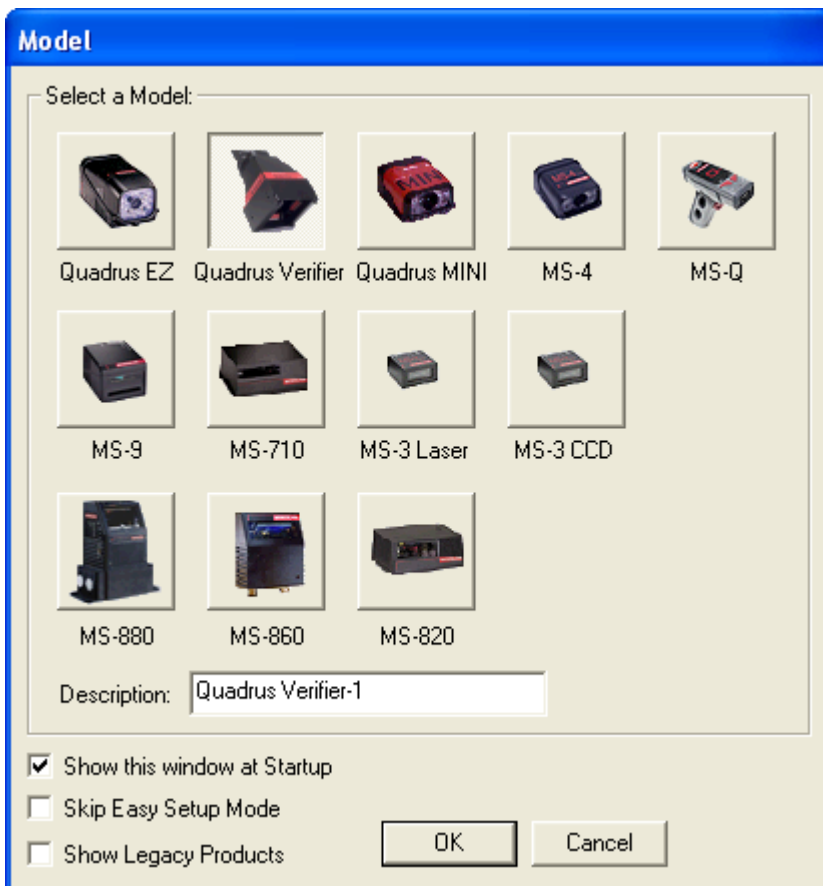 Model
Select a Model:
Quadrus EZ Quadrus Verifier Quadrus MINI MS-4 MS-Q
MS-9 MS-710 MS-3 Laser MS-3 CCD
MS-880 MS-860 MS-820
Description: Quadrus Verifier-1
Show this window at Startup
Skip Easy Setup Mode
Show Legacy Products
OK Cancel